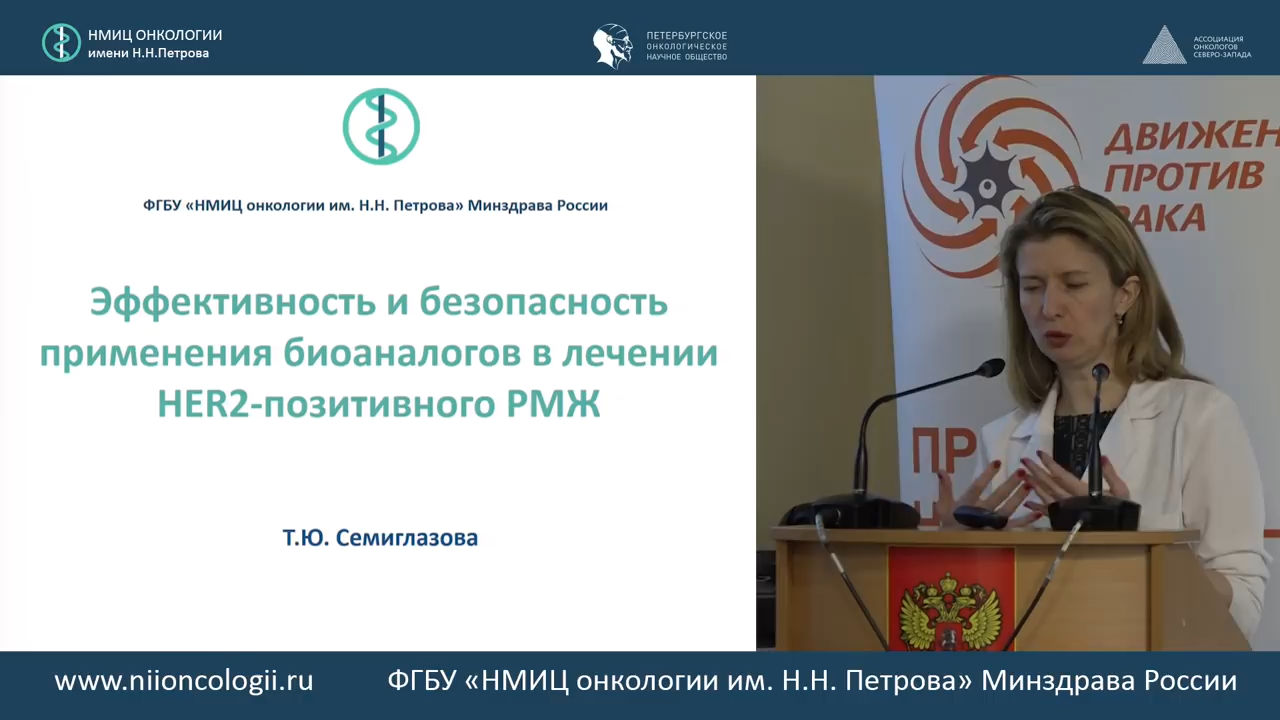 НМИЦ ОНКОЛОГИИ
имени Н.Н.Петрова
ПЕТЕРБУРГСКОЕ
ОНКОЛОГИЧЕСКОЕ
НАУЧНОЕ ОБЩЕСТВО
АССОЦИАЦИЯ
ОНКОЛОГОВ
СЕВЕРО-ЗАПАДА
ФГБУ «НМИЦ онкологии им. Н.Н. Петрова» Минздрава России
Эффективность и безопасность
применения биоаналогов в лечении
HER2-позитивного РМЖ
Т.Ю. Семиглазова
ДВИЖЕН
ПРОТИВ
РАКА
ПР
www.niioncologii.ru
ФГБУ «НМИЦ онкологии им. Н.Н. Петрова» Минздрава России